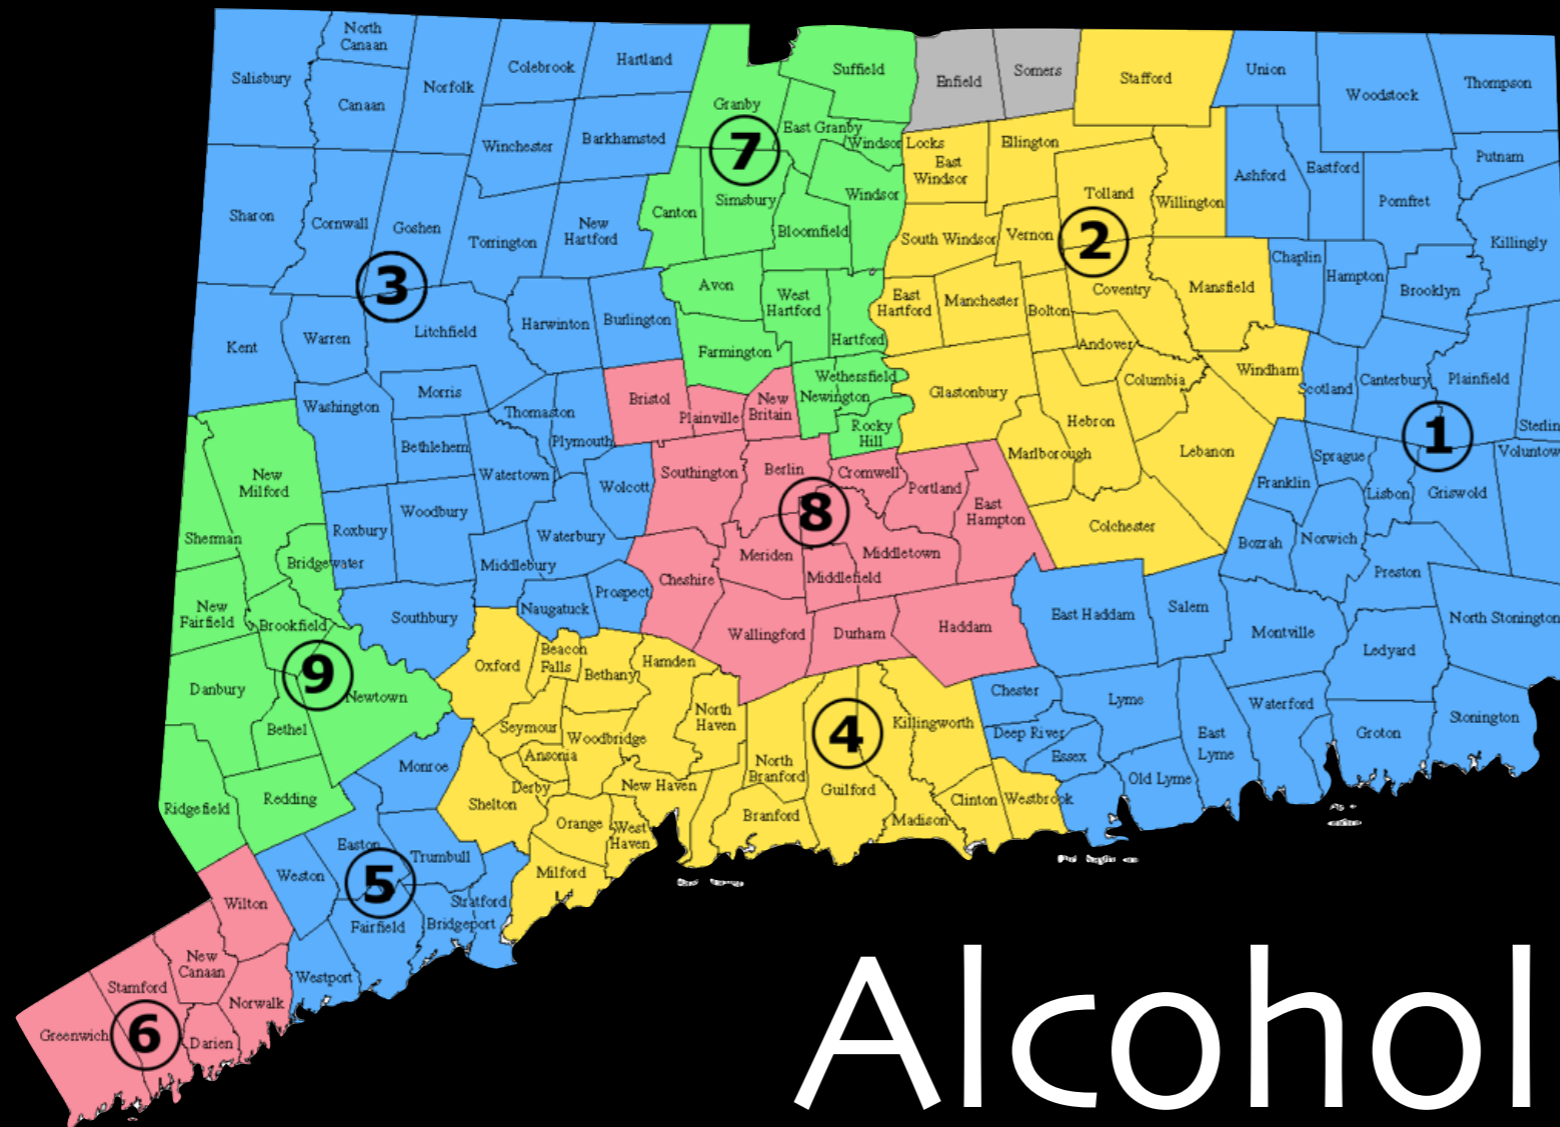 North
Canaan
Salisbury
Canaan
Norfolk
Colebrook
Hartland
Winchester
Barkhamsted
Sharon
Cornwall
Goshen
Torrington
New
Hartford
3
Kent
Warren
Litchfield
Harwinton
Burlington
Washington
Morris
Bethlehem
Thomaston
Plymouth
Watertown
Wolcott
Roxbury
Woodbury
Waterbury
Middlebury
Southbury
Naugatuck
Prospect
Granby
Suffield
East Granby
Windsor Locks
7
Canton
Simsbury
Windsor
Bloomfield
Avon
West
Hartford
Hartford
Farmington
Wethersfield
Newington
Rocky
Hill
Enfield
Somers
Stafford
East
Windsor
Ellington
Tolland
Willington
South Windsor
Vernon
2
East
Hartford
Manchester
Bolton
Coventry
Mansfield
Andover
Columbia
Windham
Glastonbury
Hebron
Marlborough
Lebanon
Colchester
Union
Woodstock
Thompson
Putnam
Ashford
Eastford
Pomfret
Killingly
Chaplin
Hampton
Brooklyn
Scotland
Canterbury
Plainfield
1
Sterlin
Voluntow
Sprague
Franklin
Lisbon
Griswold
Bozrah
Norwich
Preston
North Stonington
East Haddam
Salem
Montville
Ledyard
Chester
Lyme
Waterford
Groton
Stonington
Deep River
Essex
East
Lyme
Old Lyme
Bristol
Plainville
New
Britain
Southington
Berlin
Cromwell
Portland
East
Hampton
8
Meriden
Middletown
Middlefield
Cheshire
Wallingford
Durham
Haddam
New
Milford
Sherman
Bridgewater
New
Fairfield
Brookfield
9
Danbury
Newtown
Bethel
Ridgefield
Redding
Oxford
Beacon
Falls
Bethany
Hamden
Seymour
Woodbridge
North
Haven
Ansonia
Derby
New Haven
Shelton
Orange
West
Haven
Milford
4
Killingworth
North
Branford
Guilford
Branford
Madison
Clinton
Westbrook
Monroe
Easton
Trumbull
Weston
5
Stratford
Fairfield
Bridgeport
Westport
Wilton
New
Canaan
Stamford
Norwalk
6
Greenwich
Darien
Alcohol